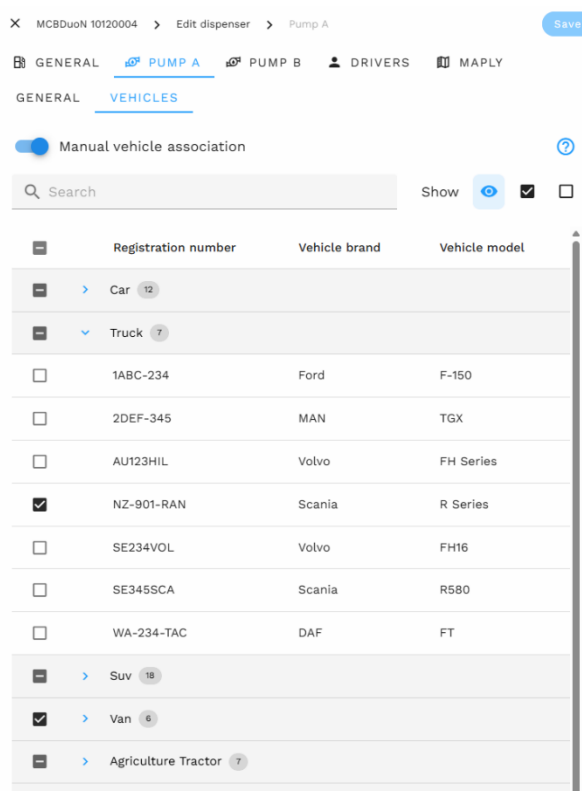 MCBDuoN 10120004 > Edit dispenser > Pump A Save
GENERAL PUMP A PUMP B DRIVERS MAPLY
GENERAL VEHICLES
Manual vehicle association
Search Show
Registration number Vehicle brand Vehicle model
Car 12
Truck 7
1ABC-234 Ford F-150
2DEF-345 MAN TGX
AU123HIL Volvo FH Series
NZ-901-RAN Scania R Series
SE234VOL Volvo FH16
SE345SCA Scania R580
WA-234-TAC DAF FT
Suv 18
Van 6
Agriculture Tractor 7